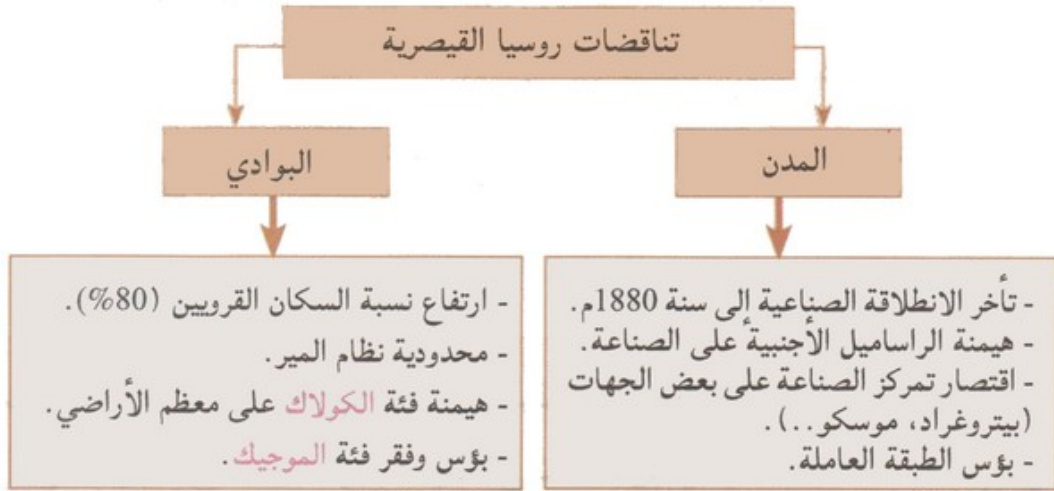 تناقضات روسيا القيصرية
المدن
- تأخر الانطلاقة الصناعية إلى سنة 1880م.
- هيمنة الراساميل الأجنبية على الصناعة.
- اقتصار تمركز الصناعة على بعض الجهات
(بيتروغراد، موسكو..).
- بؤس الطبقة العاملة.
البوادي
- ارتفاع نسبة السكان القرويين (80%).
- محدودية نظام المير.
- هيمنة فئة الكولاك على معظم الأراضي.
- بؤس وفقر فئة الموجيك.